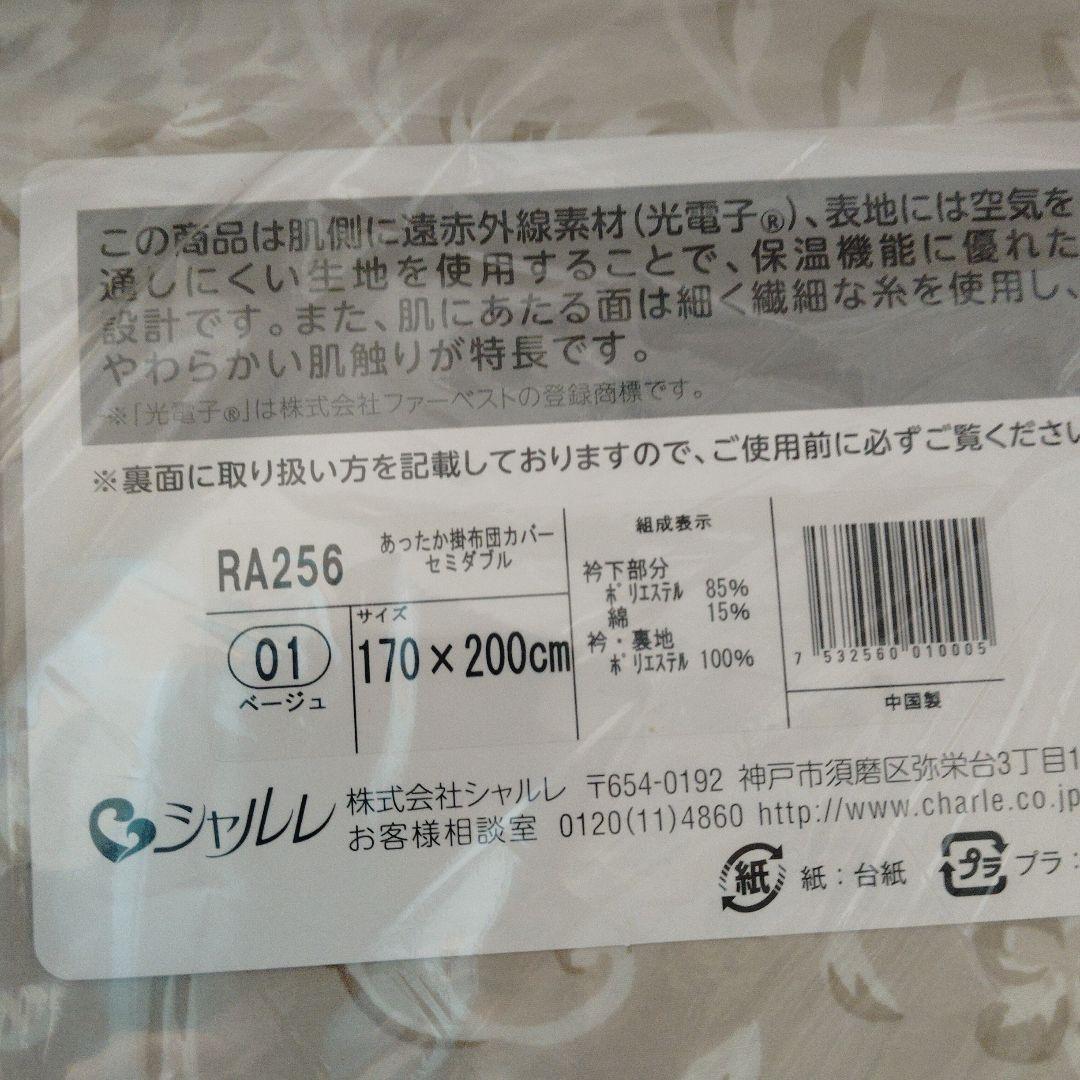 この商品は肌側に遠赤外線素材(光電子®)、表地には空気を
通しにくい生地を使用することで、保温機能に優れた
設計です。また、肌にあたる面は細く繊細な糸を使用し、
やわらかい肌触りが特長です。
※「光電子®」は株式会社ファーベストの登録商標です。
※裏面に取り扱い方を記載しておりますので、ご使用前に必ずご覧ください
RA256
あったか掛布団カバー
セミダブル
01
ベージュ
サイズ
170×200cm
組成表示
衿下部分
ポリエステル 85%
綿 15%
衿・裏地
ポリエステル 100%
7 532560 010005
中国製
シャルレ
株式会社シャルレ 〒654-0192 神戸市須磨区弥栄台3丁目1
お客様相談室 0120(11)4860 http://www.charle.co.jp
紙 紙:台紙
プラ プラ: